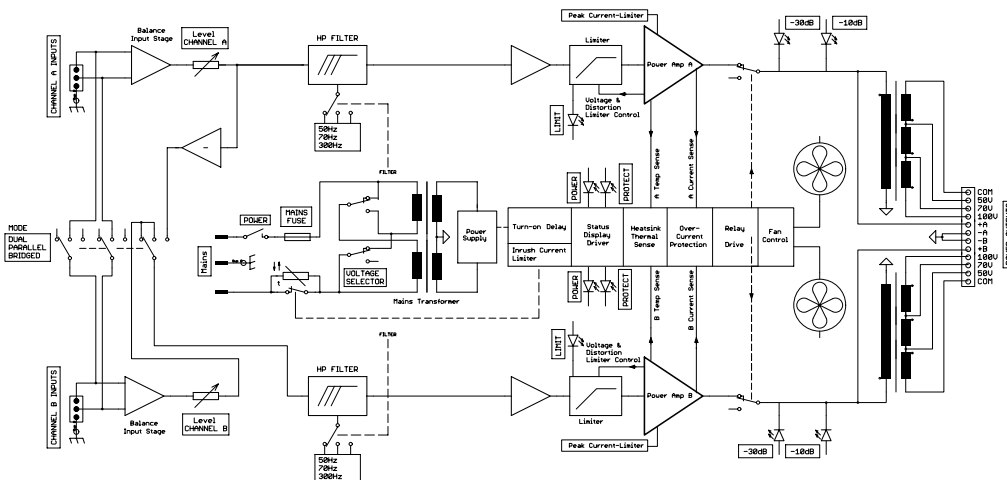 CHANNEL A INPUTS
Balance
Input Stage
Level
CHANNEL A
HP FILTER
50Hz
70Hz
300Hz
FILTER
Peak Current-Limiter
Limiter
Power Amp A
Voltage &
Distortion
Limiter Control
LIMIT
-30dB
-10dB
A Temp Sense
A Current Sense
MODE
DUAL
PARALLEL
BRIDGED
POWER
MAINS
FUSE
Mains
VOLTAGE
SELECTOR
Mains Transformer
Power
Supply
POWER
PROTECT
Turn-on Delay
Inrush Current
Limiter
Status
Display
Driver
Heatsink
Thermal
Sense
Over-
Current
Protection
Relay
Drive
Fan
Control
POWER
PROTECT
B Temp Sense
B Current Sense
COM
50V
70V
100V
+A
-A
-B
+B
100V
70V
50V
COM
FILTER
CHANNEL B INPUTS
Balance
Input Stage
Level
CHANNEL B
HP FILTER
50Hz
70Hz
300Hz
LIMIT
Voltage &
Distortion
Limiter Control
Limiter
Power Amp B
Peak Current-Limiter
-30dB
-10dB